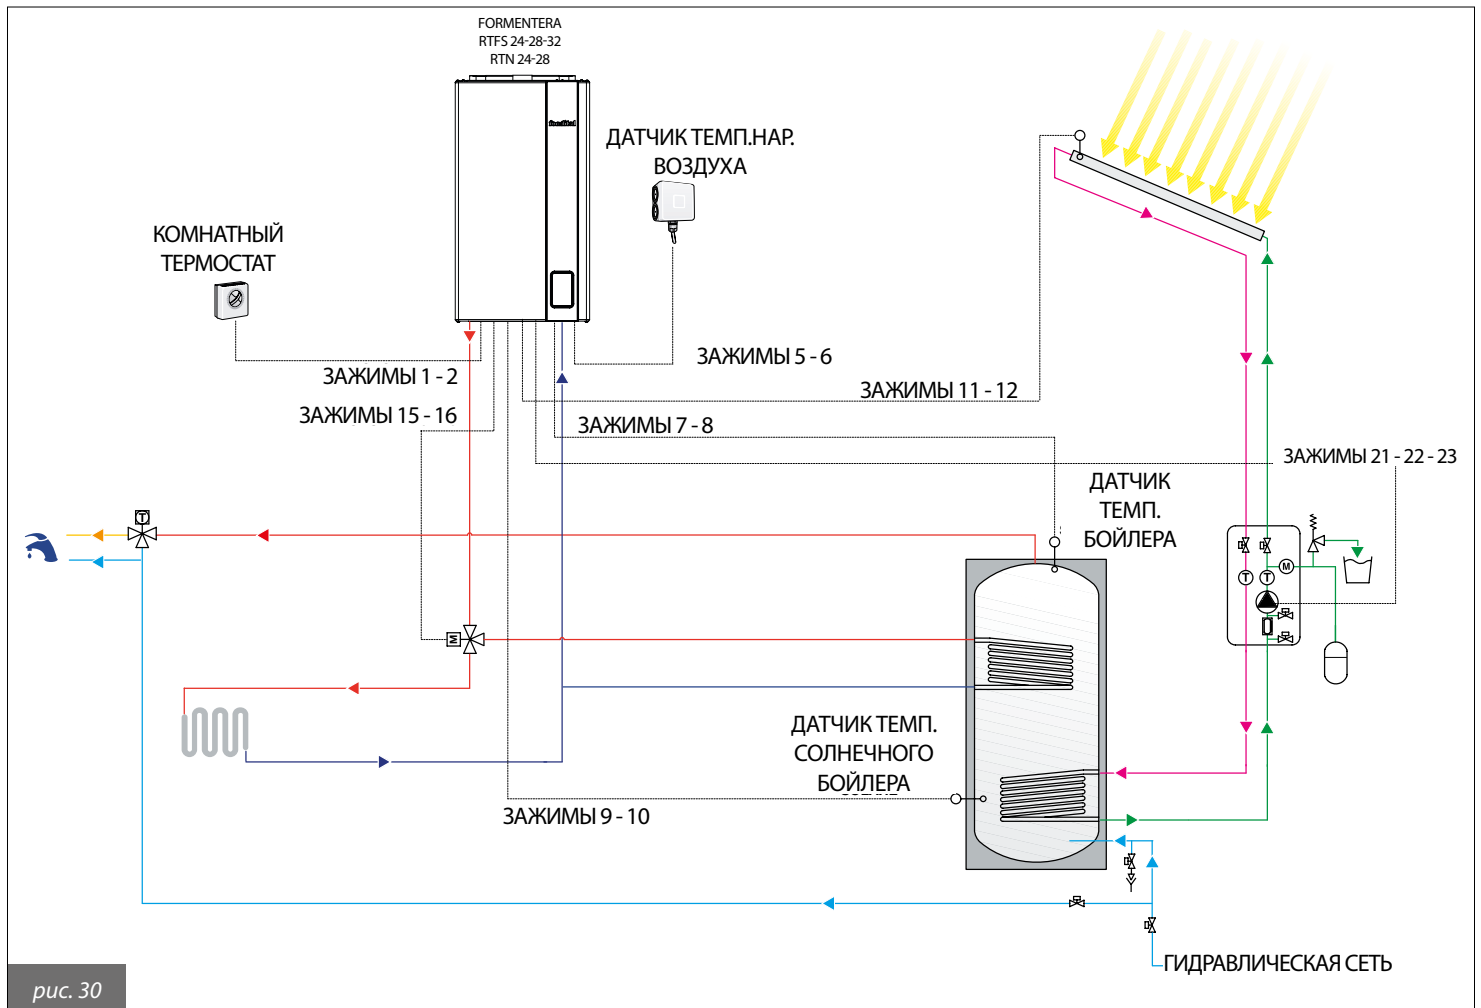 FORMENTERA
RTFS 24-28-32
RTN 24-28
fondital
ДАТЧИК ТЕМП.НАР.
ВОЗДУХА
КОМНАТНЫЙ
ТЕРМОСТАТ
ЗАЖИМЫ 5 - 6
ЗАЖИМЫ 1 - 2
ЗАЖИМЫ 11 - 12
ЗАЖИМЫ 15 - 16
ЗАЖИМЫ 7 - 8
ЗАЖИМЫ 21 - 22 - 23
ДАТЧИК
ТЕМП.
БОЙЛЕРА
T
M
T
T
M
ДАТЧИК ТЕМП.
СОЛНЕЧНОГО
БОЙЛЕРА
ЗАЖИМЫ 9 - 10
ГИДРАВЛИЧЕСКАЯ СЕТЬ
рис. 30